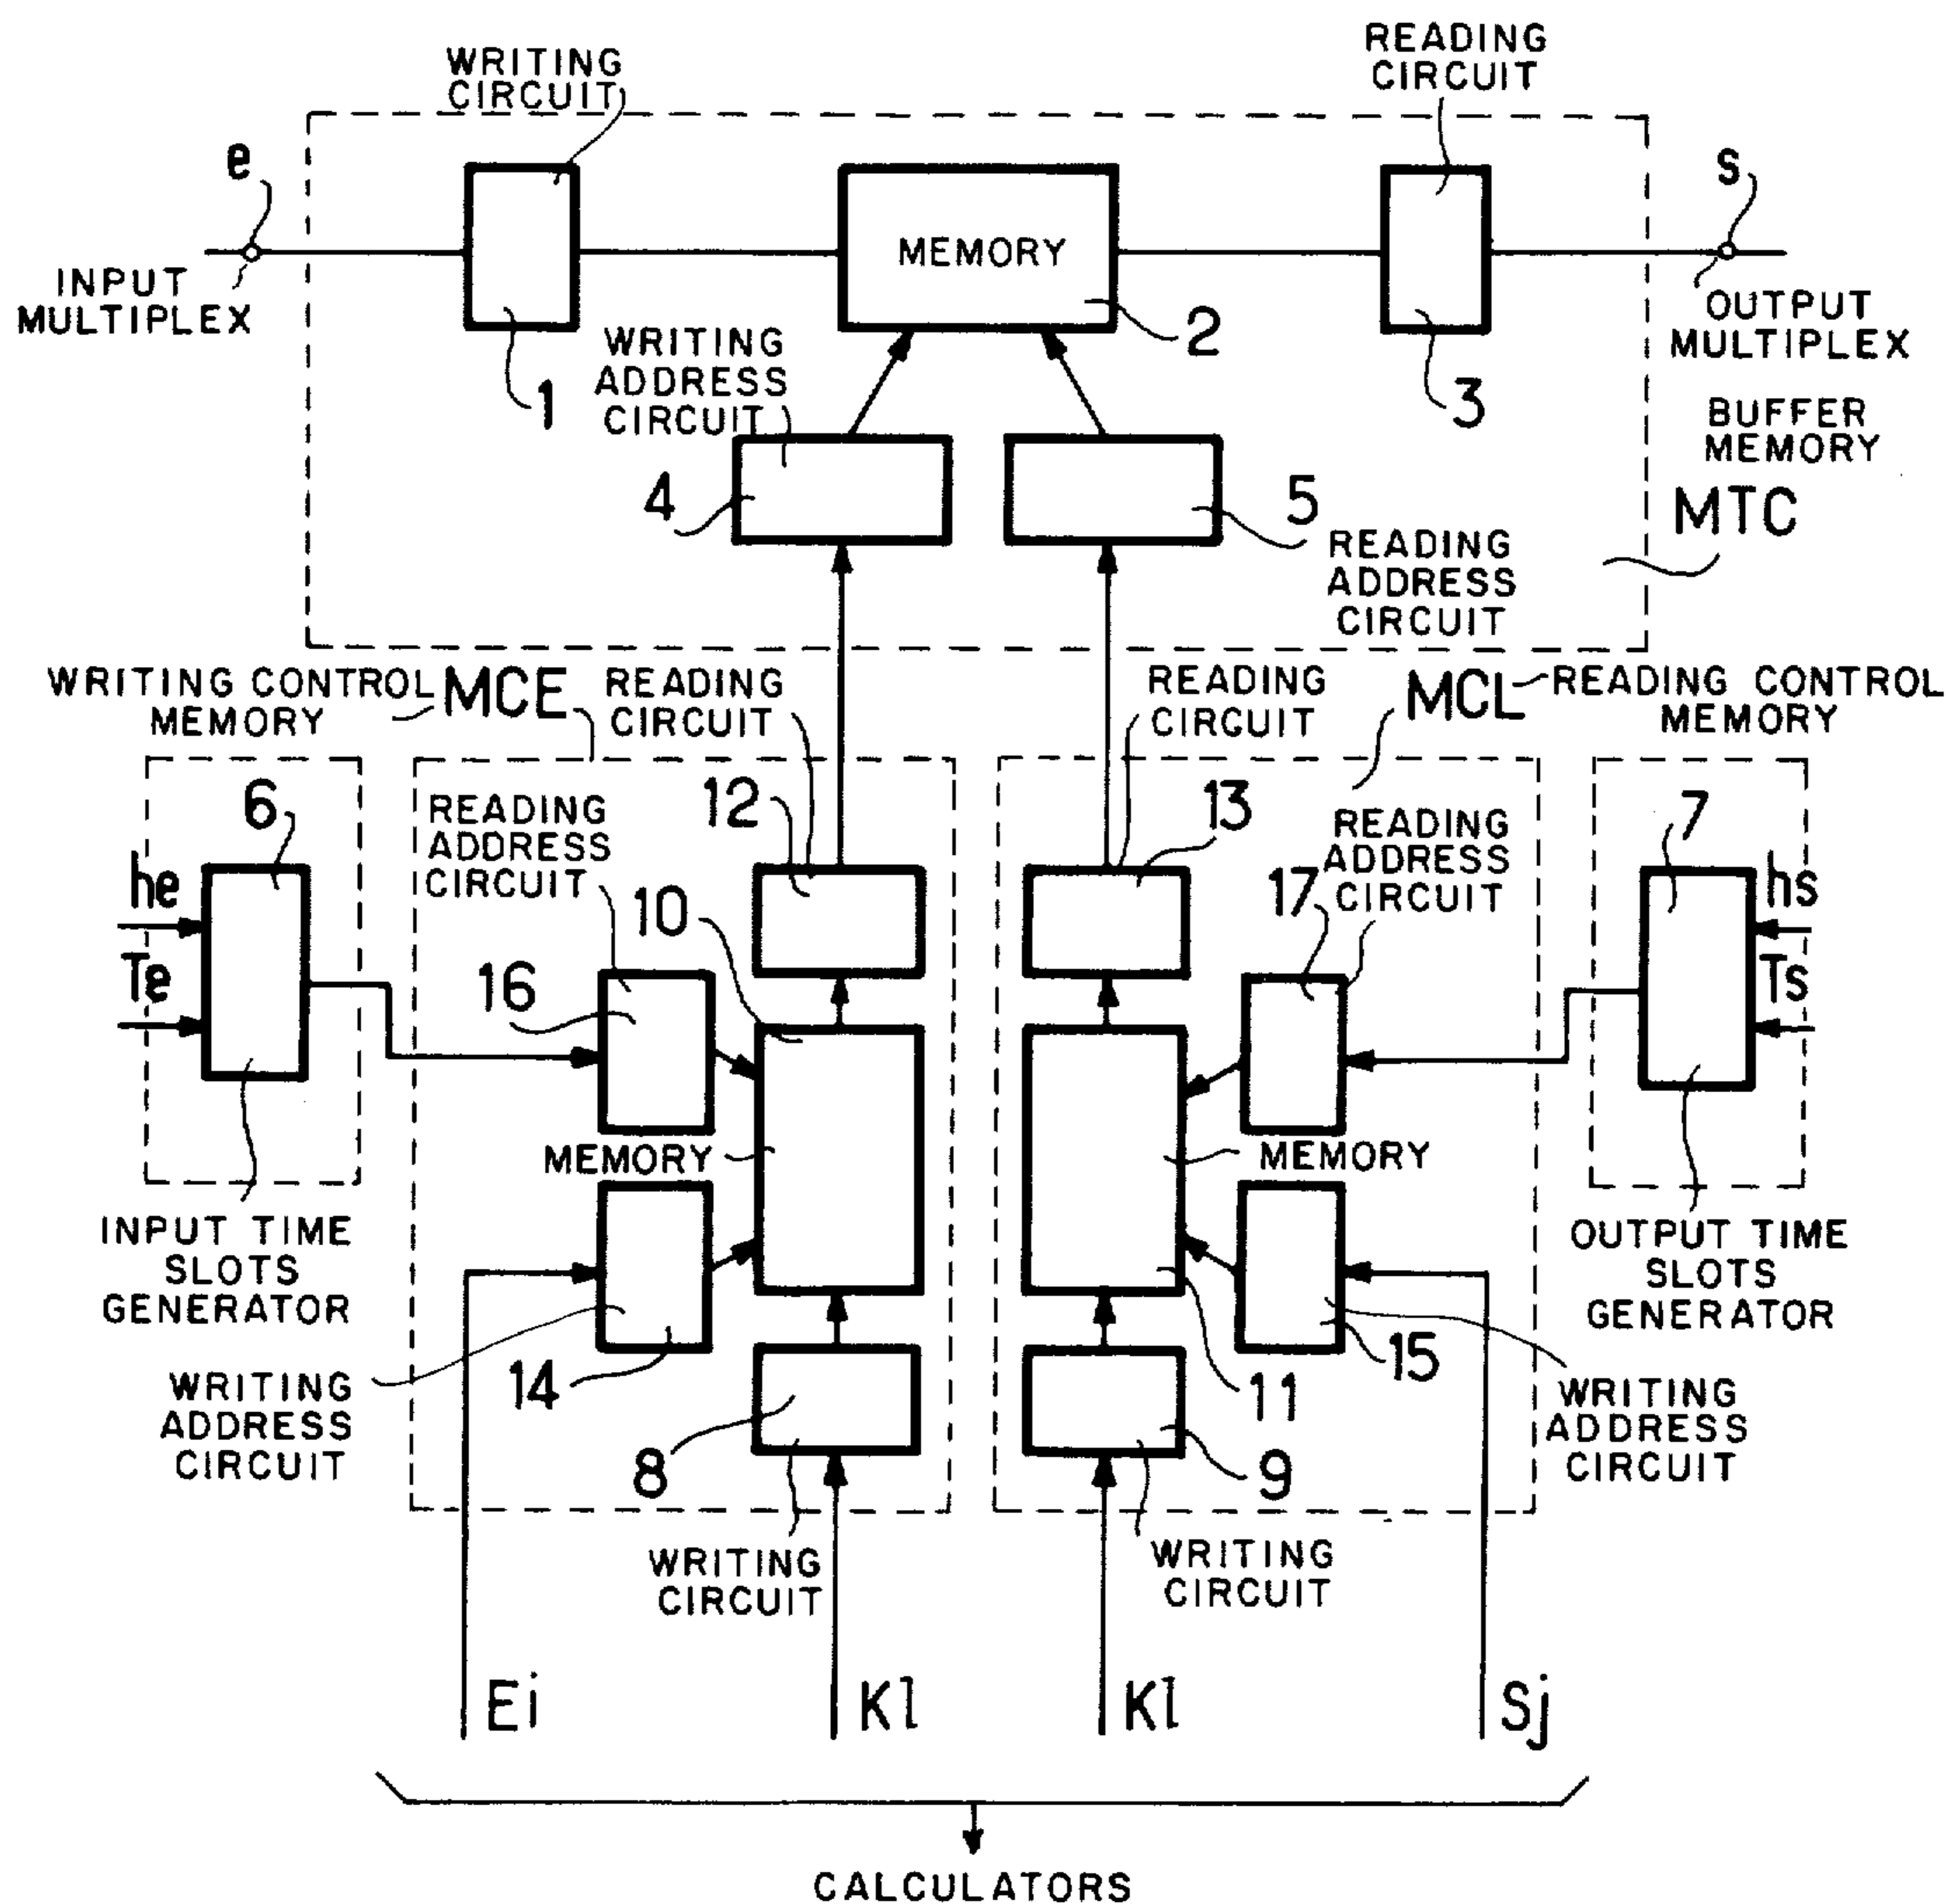 WRITING
CIRCUIT
READING
CIRCUIT
e
s
MEMORY
INPUT
MULTIPLEX
OUTPUT
MULTIPLEX
1
2
3
WRITING
ADDRESS
CIRCUIT
BUFFER
MEMORY
MTC
4
5
READING
ADDRESS
CIRCUIT
WRITING CONTROL
MEMORY
MCE
READING
CIRCUIT
READING
CIRCUIT
MCL
READING CONTROL
MEMORY
6
he
Te
READING
ADDRESS
CIRCUIT
12
10
16
13
READING
ADDRESS
CIRCUIT
17
7
hs
Ts
MEMORY
MEMORY
INPUT TIME
SLOTS
GENERATOR
OUTPUT TIME
SLOTS
GENERATOR
WRITING
ADDRESS
CIRCUIT
14
8
11
15
9
WRITING
ADDRESS
CIRCUIT
WRITING
CIRCUIT
WRITING
CIRCUIT
Ei
Kl
Kl
Sj
CALCULATORS